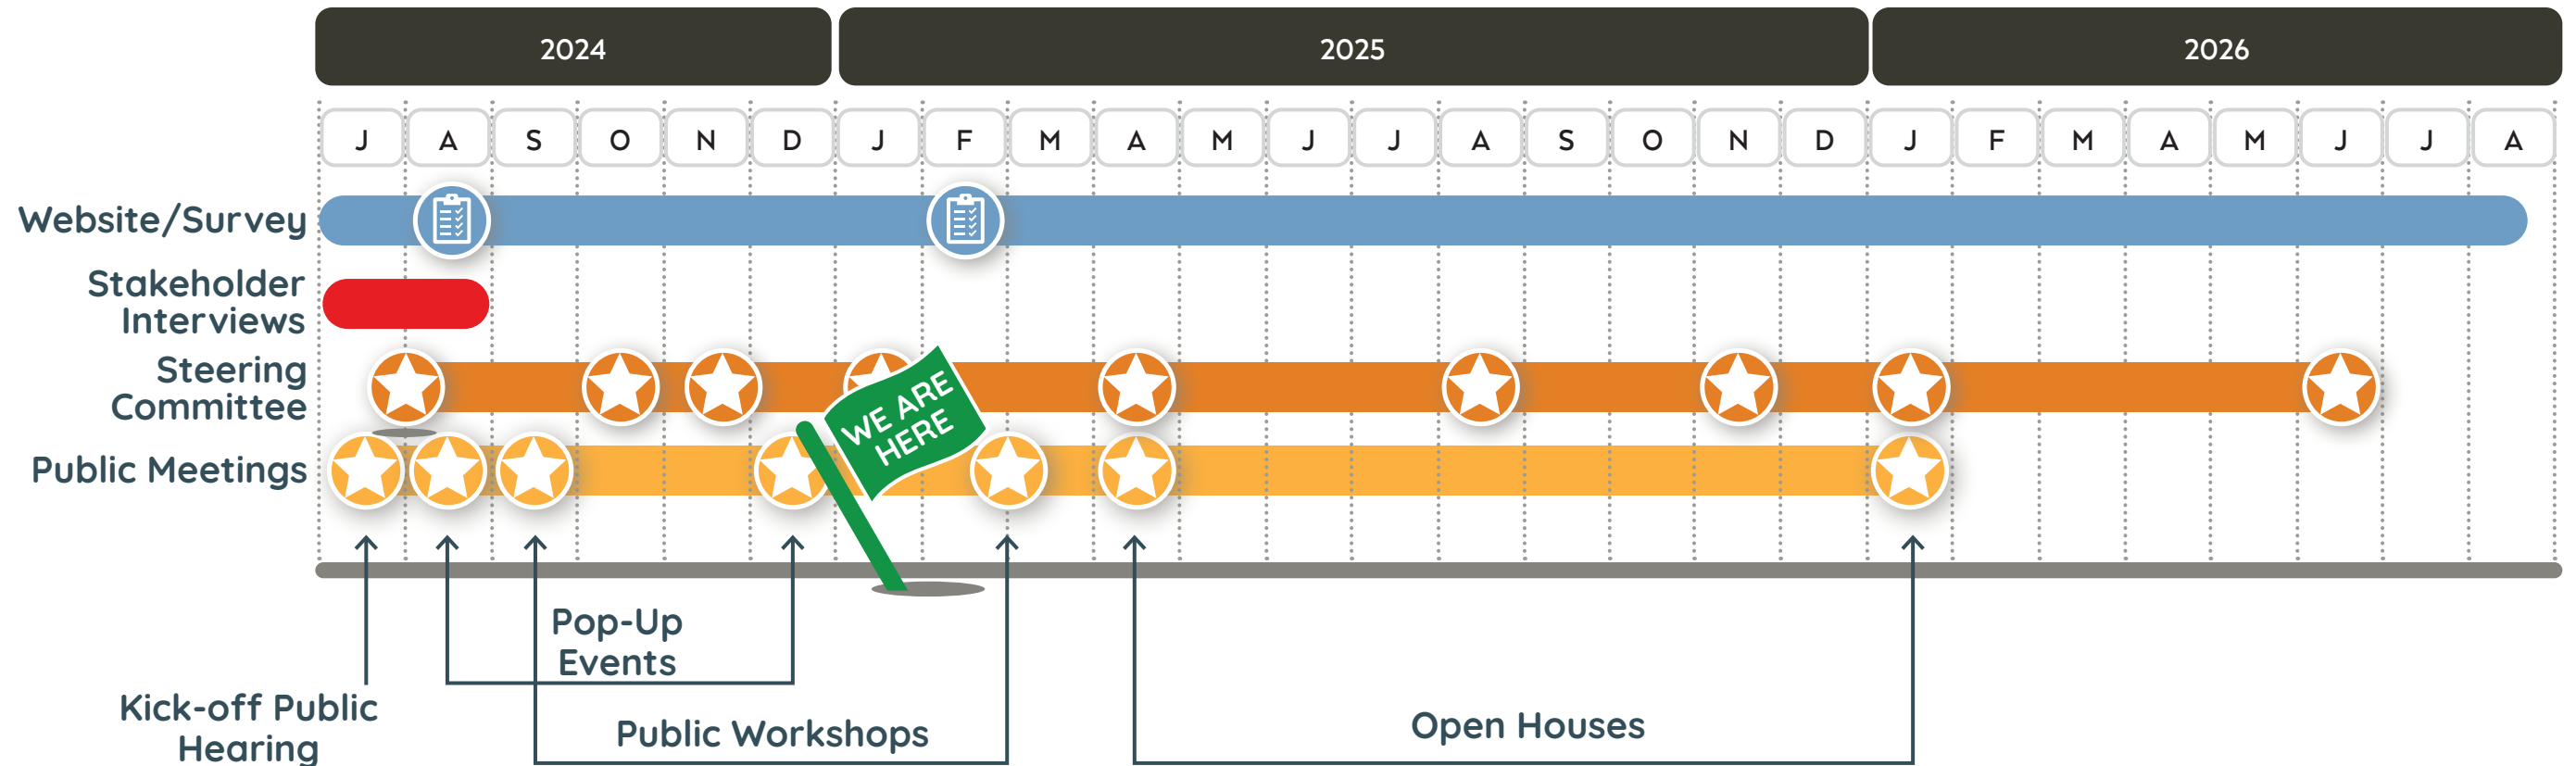 2024 2025 2026
J A S O N D J F M A M J J A S O N D J F M A M J J A
Website/Survey
Stakeholder
Interviews
Steering
Committee
WE ARE
HERE
Public Meetings
Pop-Up
Events
Kick-off Public
Hearing
Public Workshops
Open Houses